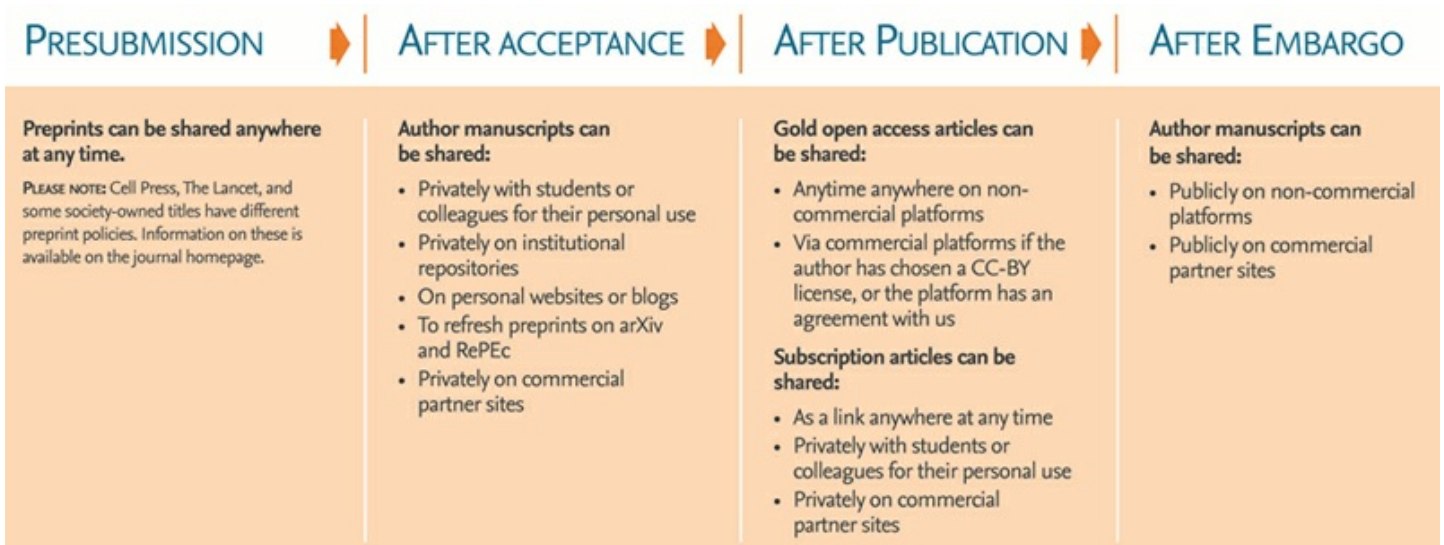 PRESUBMISSION
AFTER ACCEPTANCE
AFTER PUBLICATION
AFTER EMBARGO
Preprints can be shared anywhere
at any time.
PLEASE NOTE: Cell Press, The Lancet, and
some society-owned titles have different
preprint policies. Information on these is
available on the journal homepage.
Author manuscripts can
be shared:
• Privately with students or
colleagues for their personal use
• Privately on institutional
repositories
• On personal websites or blogs
• To refresh preprints on arXiv
and RePEc
• Privately on commercial
partner sites
Gold open access articles can
be shared:
• Anytime anywhere on non-
commercial platforms
• Via commercial platforms if the
author has chosen a CC-BY
license, or the platform has an
agreement with us
Subscription articles can be
shared:
• As a link anywhere at any time
• Privately with students or
colleagues for their personal use
• Privately on commercial
partner sites
Author manuscripts can
be shared:
• Publicly on non-commercial
platforms
• Publicly on commercial
partner sites